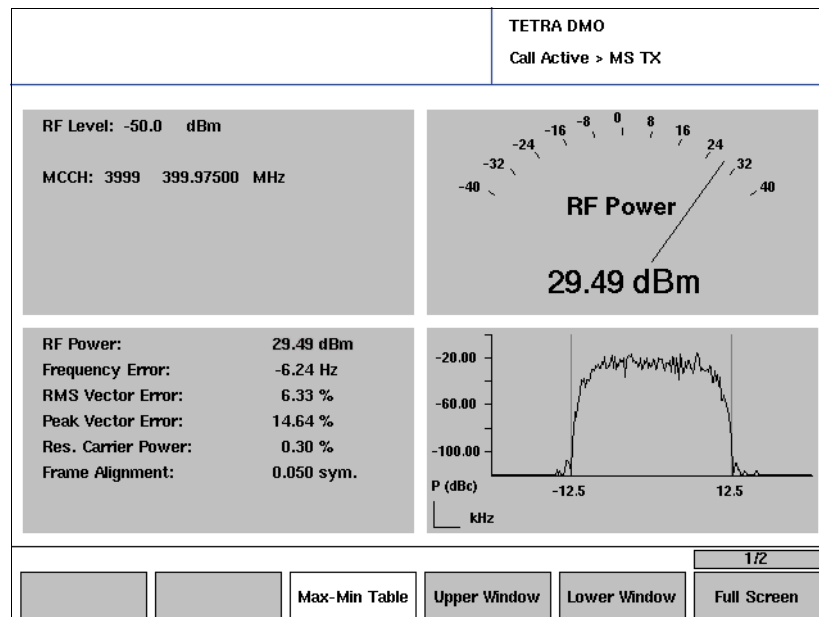 TETRA DMO
Call Active > MS TX
RF Level: -50.0 dBm
MCCH: 3999 399.97500 MHz
-40 -32 -24 -16 -8 0 8 16 24 32 40
RF Power
29.49 dBm
RF Power: 29.49 dBm
Frequency Error: -6.24 Hz
RMS Vector Error: 6.33 %
Peak Vector Error: 14.64 %
Res. Carrier Power: 0.30 %
Frame Alignment: 0.050 sym.
-20.00
-60.00
-100.00
P (dBc)
-12.5 12.5
kHz
1/2
Max-Min Table Upper Window Lower Window Full Screen